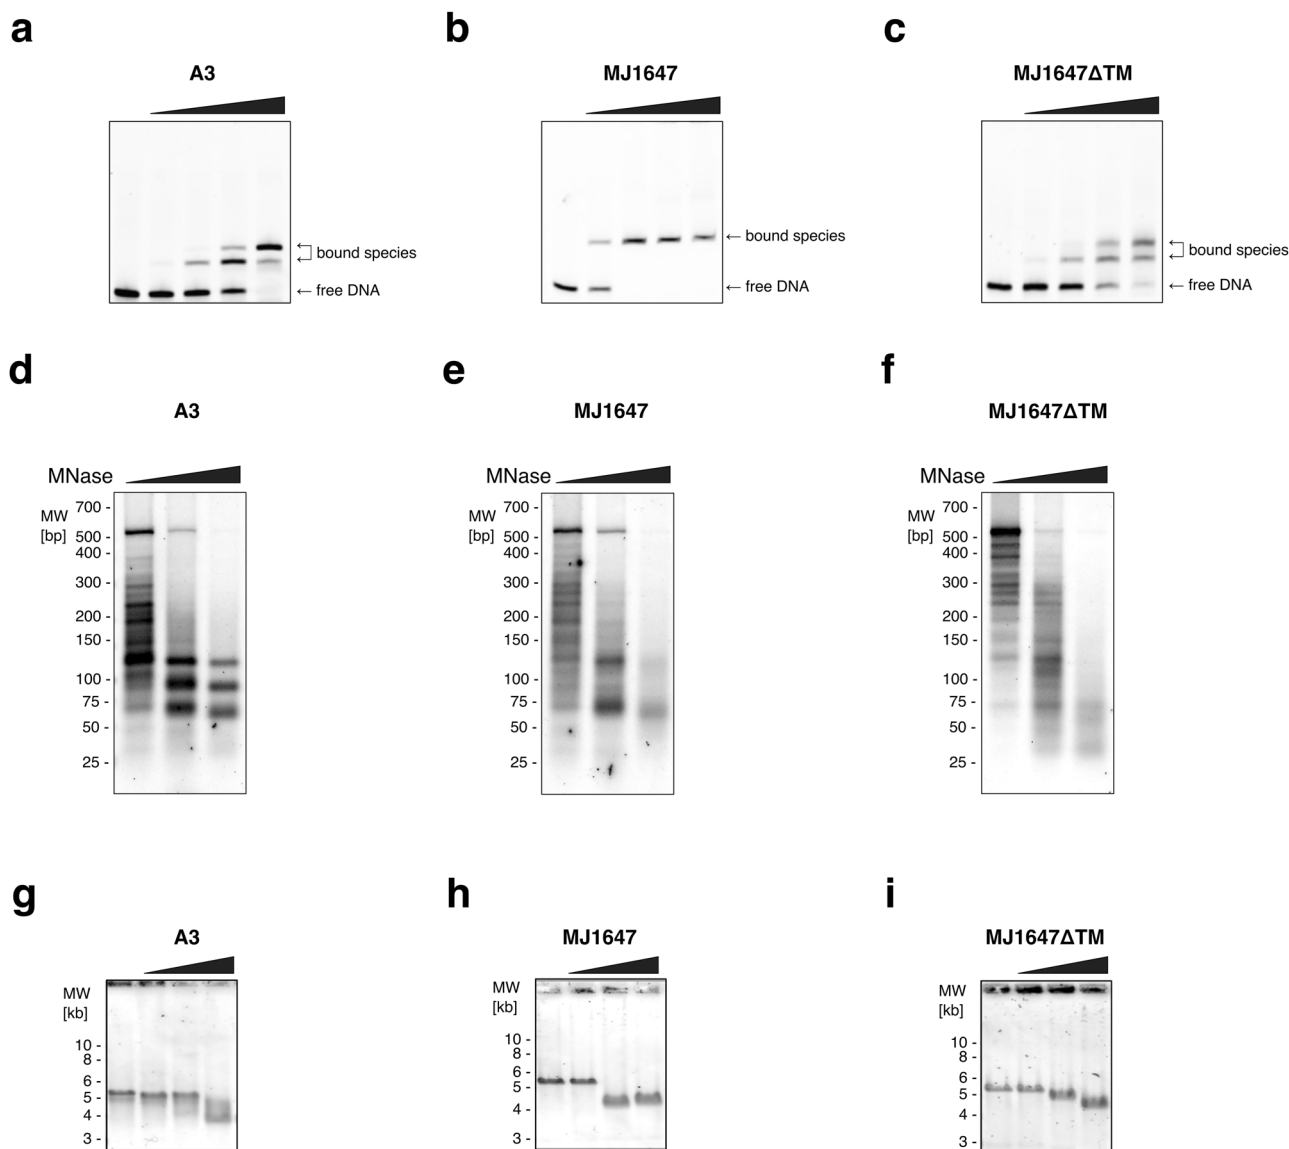 a
A3
← bound species
← free DNA
b
MJ1647
← bound species
← free DNA
c
MJ1647ΔTM
← bound species
← free DNA
d
A3
MNase
MW
[bp]
700 -
500 -
400 -
300 -
200 -
150 -
100 -
75 -
50 -
25 -
e
MJ1647
MNase
MW
[bp]
700 -
500 -
400 -
300 -
200 -
150 -
100 -
75 -
50 -
25 -
f
MJ1647ΔTM
MNase
MW
[bp]
700 -
500 -
400 -
300 -
200 -
150 -
100 -
75 -
50 -
25 -
g
A3
MW
[kb]
10 -
8 -
6 -
5 -
4 -
3 -
h
MJ1647
MW
[kb]
10 -
8 -
6 -
5 -
4 -
3 -
i
MJ1647ΔTM
MW
[kb]
10 -
8 -
6 -
5 -
4 -
3 -